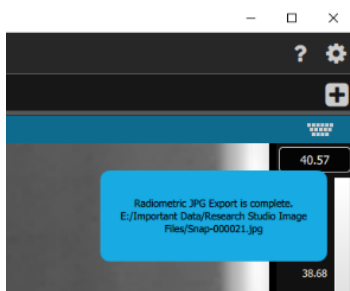 ?
40.57
Radiometric JPG Export is complete.
E:/Important Data/Research Studio Image
Files/Snap-000021.jpg
38.68